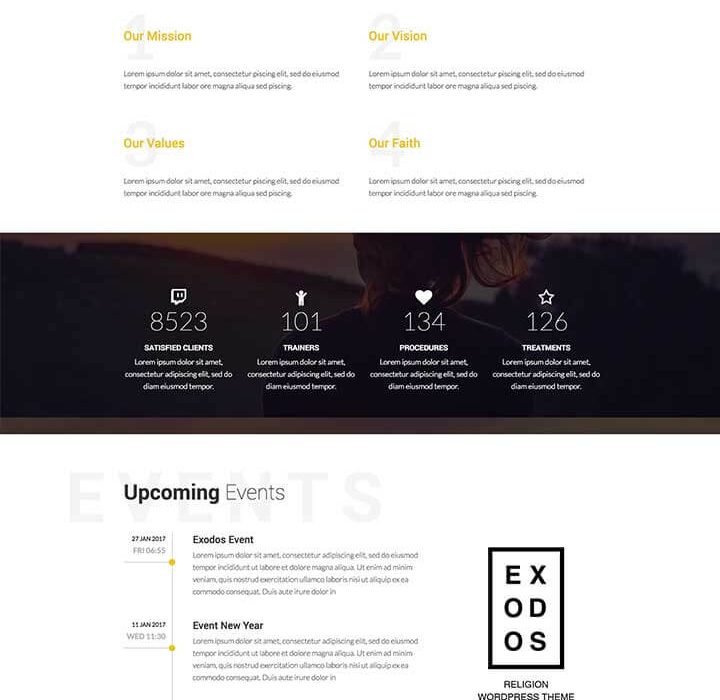 1
Our Mission
Lorem ipsum dolor sit amet, consectetur piscing elit, sed do eiusmod
tempor incididunt labore magna aliqua sed piscing.
2
Our Vision
Lorem ipsum dolor sit amet, consectetur piscing elit, sed do eiusmod
tempor incididunt ore magna aliqua sed piscing.
3
Our Values
Lorem ipsum dolor sit amet, consectetur piscing elit, sed do eiusmod
tempor incididunt labore magna aliqua sed piscing.
4
Our Faith
Lorem ipsum dolor sit amet, consectetur piscing elit, sed do eiusmod
tempor incididunt ore magna aliqua sed piscing.
8523
SATISFIED CLIENTS
Lorem ipsum dolor sit amet,
consectetur adipiscing elit, sed do
diam eiusmod tempor.
101
TRAINERS
Lorem ipsum dolor sit amet,
consectetur adipiscing elit, sed do
diam eiusmod tempor.
134
PROCEDURES
Lorem ipsum dolor sit amet,
consectetur adipiscing elit, sed do
diam eiusmod tempor.
126
TREATMENTS
Lorem ipsum dolor sit amet,
consectetur adipiscing elit, sed do
diam eiusmod tempor.
EVENTS
Upcoming Events
27 JAN 2017
FRI 06:55
Exodos Event
Lorem ipsum dolor sit amet, consectetur adipiscing elit, sed do eiusmod
tempor incididunt ut labore et dolore magna aliqua. Ut enim ad minim
veniam, quis nostrud exercitation ullamco laboris nisi ut aliquip ex ea
commodo consequat. Duis aute irure dolor in
11 JAN 2017
WED 11:30
Event New Year
Lorem ipsum dolor sit amet, consectetur adipiscing elit, sed do eiusmod
tempor incididunt ut labore et dolore magna aliqua. Ut enim ad minim
veniam, quis nostrud exercitation ullamco laboris nisi ut aliquip ex ea
commodo consequat. Duis aute irure dolor in
EX
OD
OS
RELIGION
WORDPRESS THEME